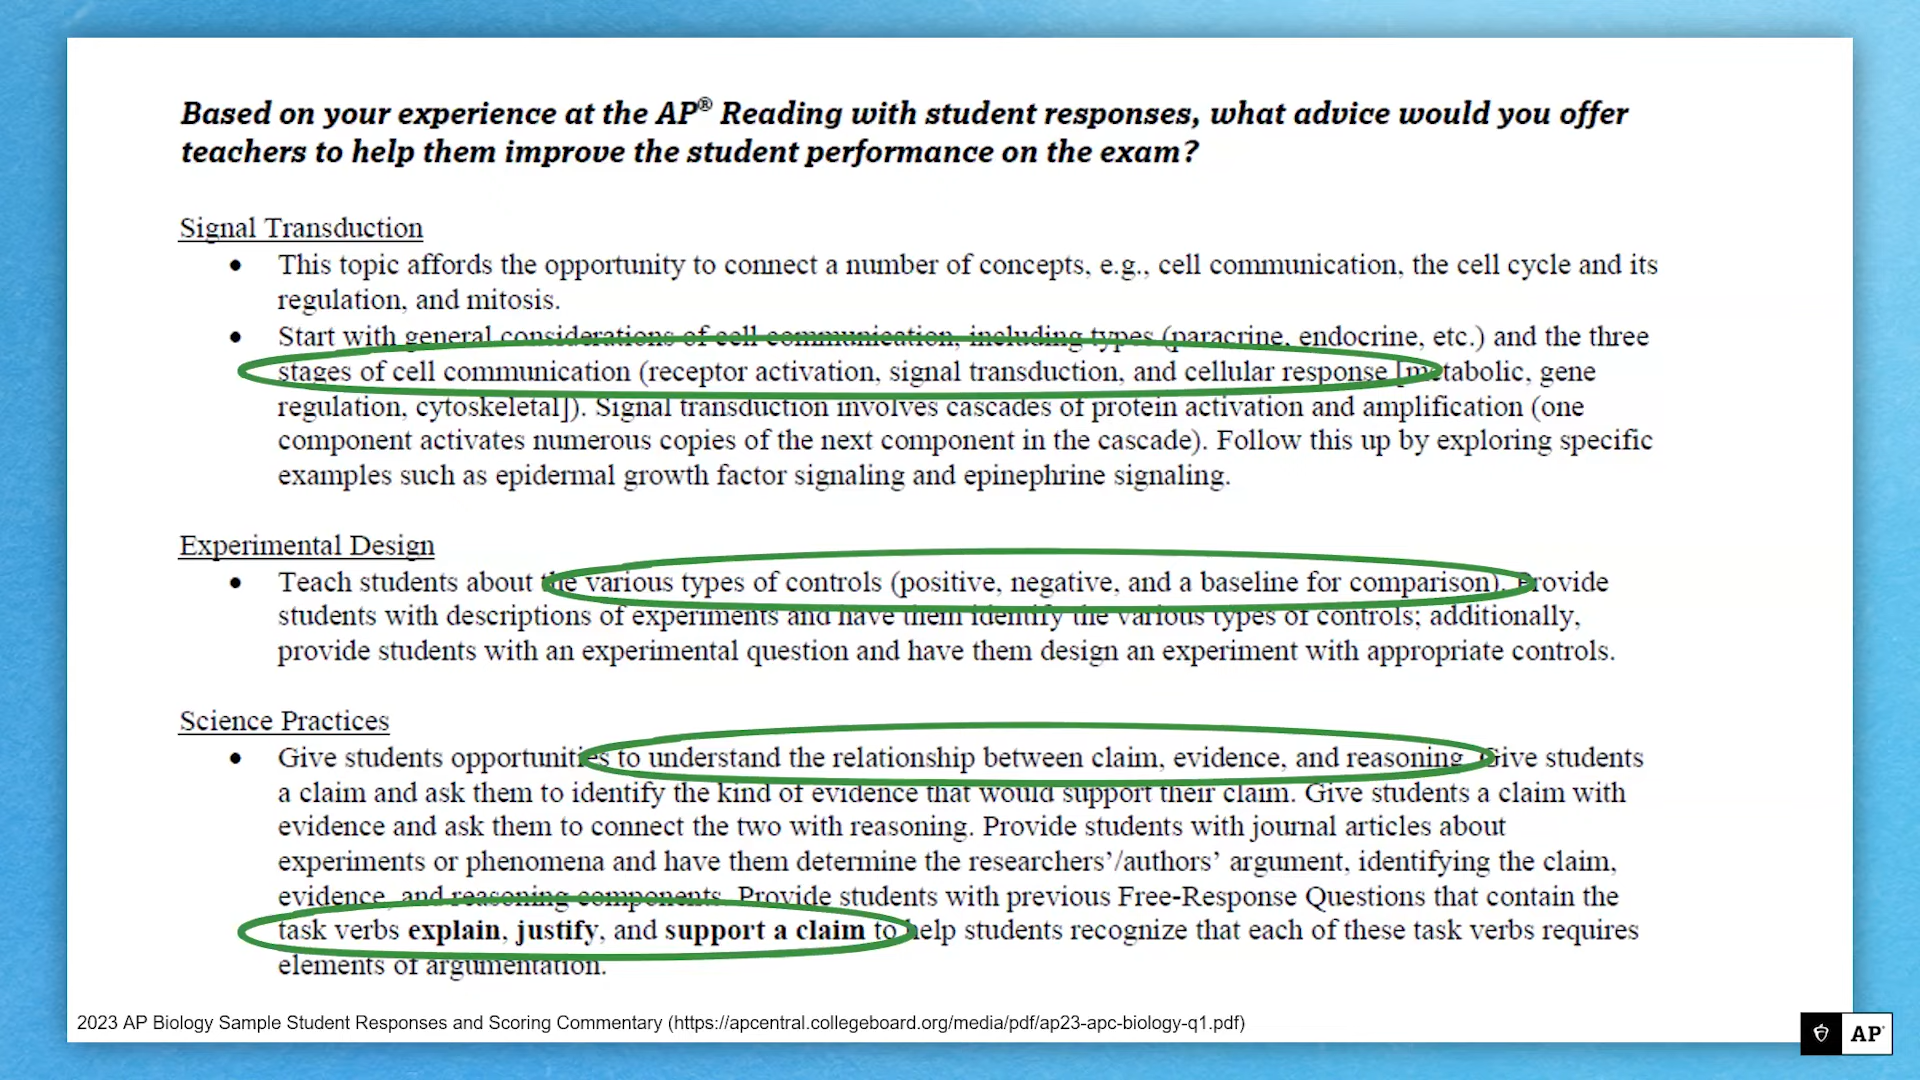 Based on your experience at the AP® Reading with student responses, what advice would you offer
teachers to help them improve the student performance on the exam?
Signal Transduction
• This topic affords the opportunity to connect a number of concepts, e.g., cell communication, the cell cycle and its
regulation, and mitosis.
• Start with general considerations of cell communication, including types (paracrine, endocrine, etc.) and the three
stages of cell communication (receptor activation, signal transduction, and cellular response [metabolic, gene
regulation, cytoskeletal]). Signal transduction involves cascades of protein activation and amplification (one
component activates numerous copies of the next component in the cascade). Follow this up by exploring specific
examples such as epidermal growth factor signaling and epinephrine signaling.
Experimental Design
• Teach students about the various types of controls (positive, negative, and a baseline for comparison). Provide
students with descriptions of experiments and have them identify the various types of controls; additionally,
provide students with an experimental question and have them design an experiment with appropriate controls.
Science Practices
• Give students opportunities to understand the relationship between claim, evidence, and reasoning. Give students
a claim and ask them to identify the kind of evidence that would support their claim. Give students a claim with
evidence and ask them to connect the two with reasoning. Provide students with journal articles about
experiments or phenomena and have them determine the researchers’/authors’ argument, identifying the claim,
evidence, and reasoning components. Provide students with previous Free-Response Questions that contain the
task verbs explain, justify, and support a claim to help students recognize that each of these task verbs requires
elements of argumentation.
2023 AP Biology Sample Student Responses and Scoring Commentary (https://apcentral.collegeboard.org/media/pdf/ap23-apc-biology-q1.pdf)
AP